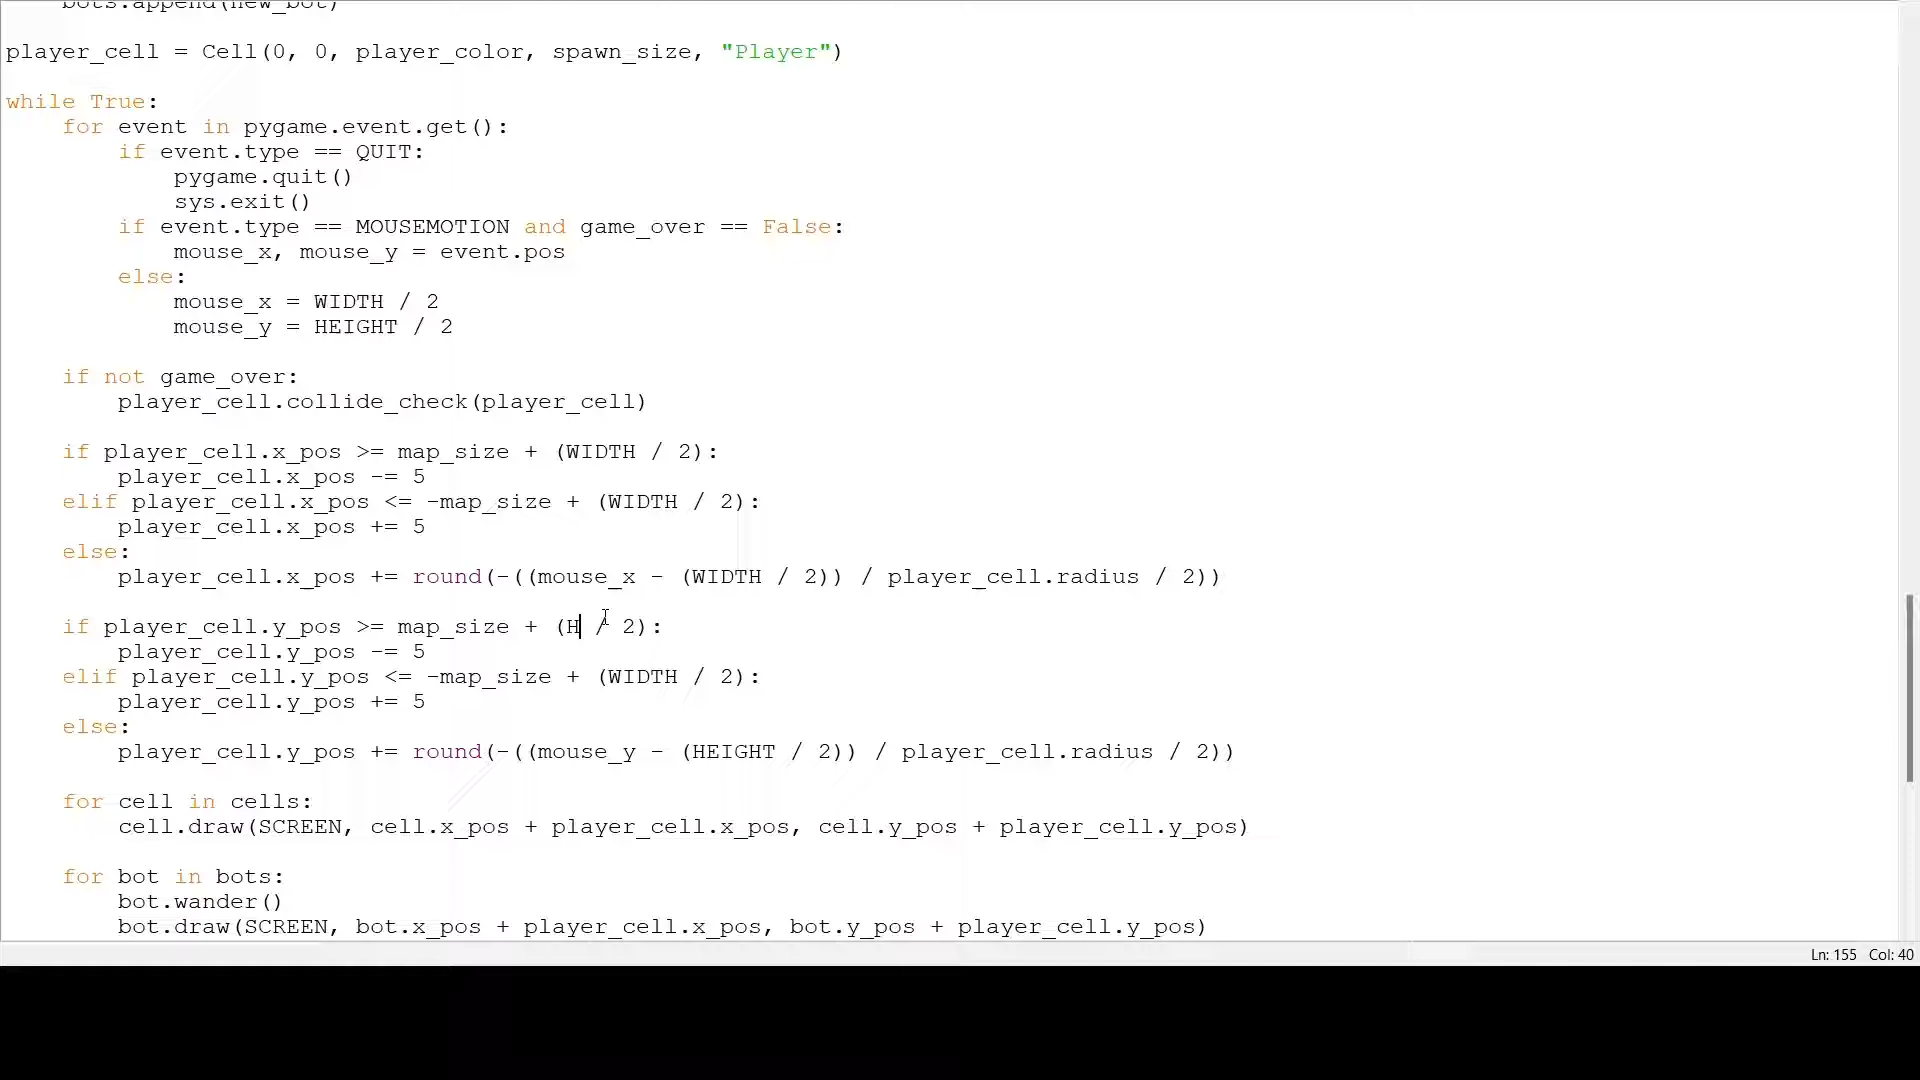 bots.append(new_bot)
player_cell = Cell(0, 0, player_color, spawn_size, "Player")
while True:
for event in pygame.event.get():
if event.type == QUIT:
pygame.quit()
sys.exit()
if event.type == MOUSEMOTION and game_over == False:
mouse_x, mouse_y = event.pos
else:
mouse_x = WIDTH / 2
mouse_y = HEIGHT / 2
if not game_over:
player_cell.collide_check(player_cell)
if player_cell.x_pos >= map_size + (WIDTH / 2):
player_cell.x_pos -= 5
elif player_cell.x_pos <= -map_size + (WIDTH / 2):
player_cell.x_pos += 5
else:
player_cell.x_pos += round(-((mouse_x - (WIDTH / 2)) / player_cell.radius / 2))
if player_cell.y_pos >= map_size + (H / 2):
player_cell.y_pos -= 5
elif player_cell.y_pos <= -map_size + (WIDTH / 2):
player_cell.y_pos += 5
else:
player_cell.y_pos += round(-((mouse_y - (HEIGHT / 2)) / player_cell.radius / 2))
for cell in cells:
cell.draw(SCREEN, cell.x_pos + player_cell.x_pos, cell.y_pos + player_cell.y_pos)
for bot in bots:
bot.wander()
bot.draw(SCREEN, bot.x_pos + player_cell.x_pos, bot.y_pos + player_cell.y_pos)
Ln: 155 Col: 40